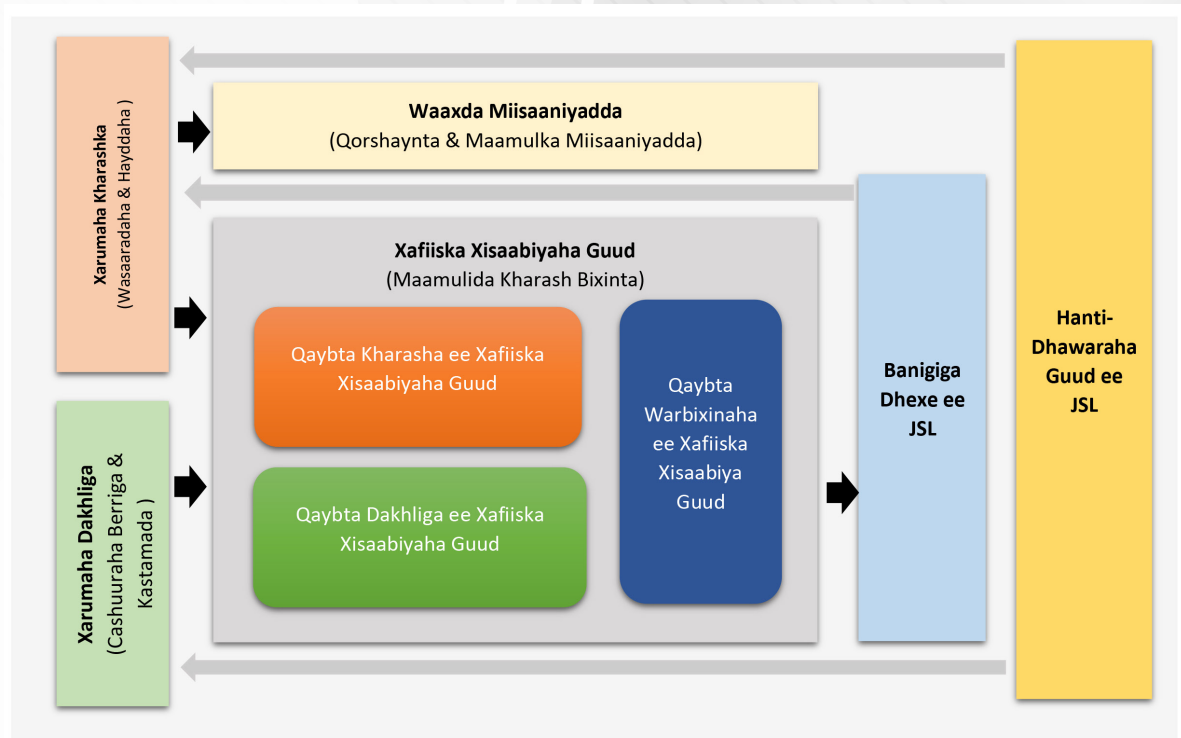 Xarumaha Kharashka
(Wasaaradaha & Hayddaha )
Waaxda Miisaaniyadda
(Qorshaynta & Maamulka Miisaaniyadda)
Xafiiska Xisaabiyaha Guud
(Maamulida Kharash Bixinta)
Qaybta Kharasha ee Xafiiska
Xisaabiyaha Guud
Qaybta Dakhliga ee Xafiiska
Xisaabiyaha Guud
Qaybta
Warbixinaha
ee Xafiiska
Xisaabiya
Guud
Xarumaha Dakhliga
(Cashuuraha Berriga &
Kastamada )
Banigiga
Dhexe ee
JSL
Hanti-
Dhawaraha
Guud ee
JSL